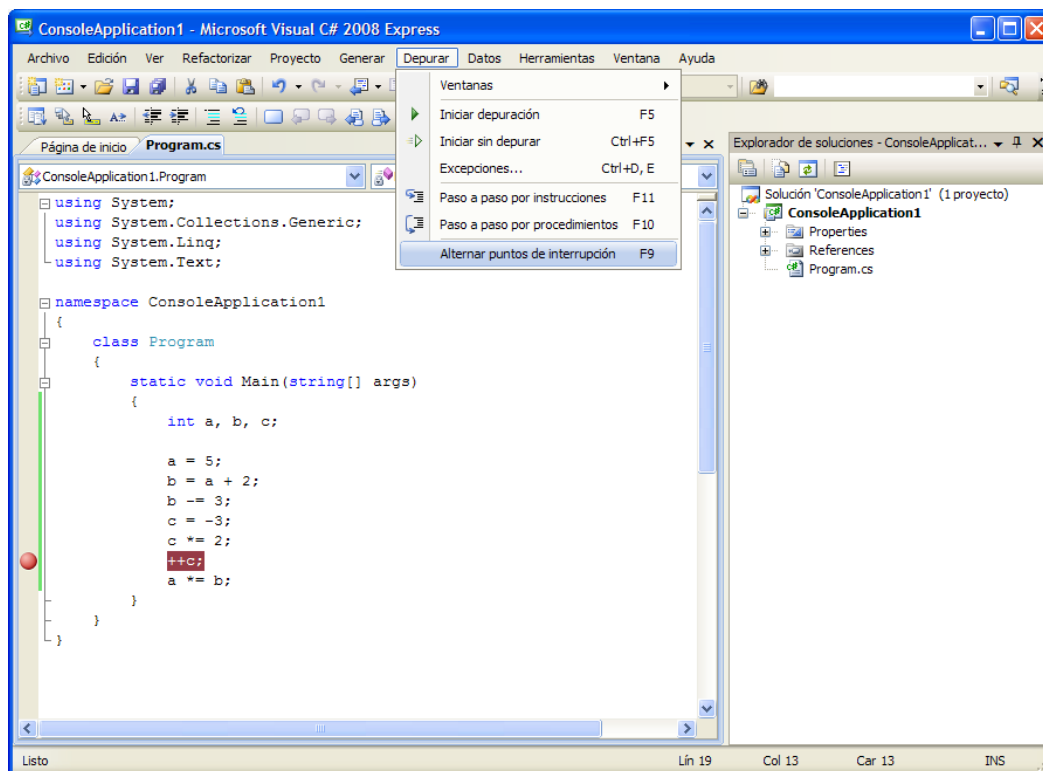 ConsoleApplication1 - Microsoft Visual C# 2008 Express
Archivo Edición Ver Refactorizar Proyecto Generar Depurar Datos Herramientas Ventana Ayuda
Ventanas
Iniciar depuración F5
Iniciar sin depurar Ctrl+F5
Excepciones... Ctrl+D, E
Paso a paso por instrucciones F11
Paso a paso por procedimientos F10
Alternar puntos de interrupción F9
Página de inicio Program.cs
ConsoleApplication1.Program
using System;
using System.Collections.Generic;
using System.Linq;
using System.Text;
namespace ConsoleApplication1
{
class Program
{
static void Main(string[] args)
{
int a, b, c;
a = 5;
b = a + 2;
b -= 3;
c = -3;
c *= 2;
++c;
a *= b;
}
}
}
Explorador de soluciones - ConsoleApplicat...
Solución 'ConsoleApplication1' (1 proyecto)
ConsoleApplication1
Properties
References
Program.cs
Listo Lín 19 Col 13 Car 13 INS